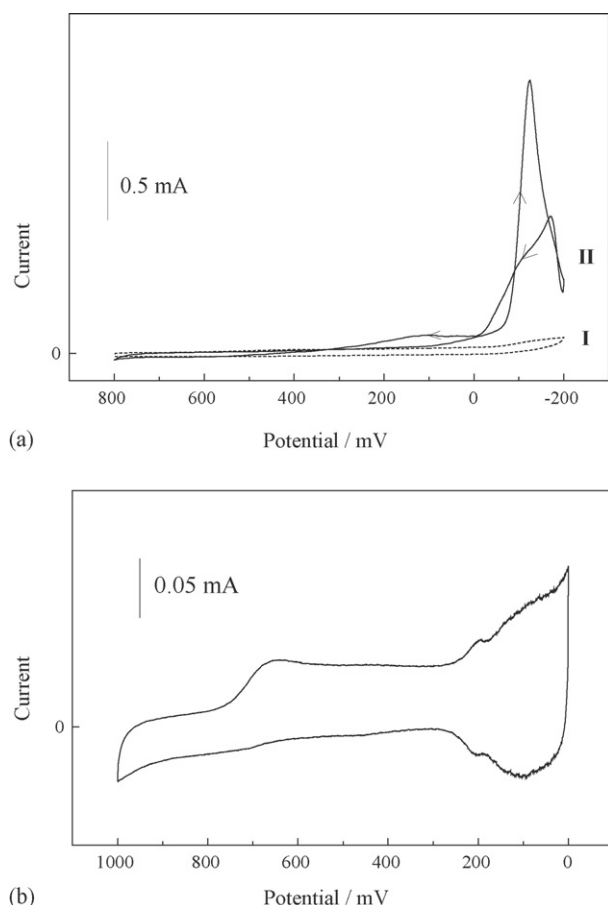 0.5 mA
Current
II
I
0
800 600 400 200 0 -200
(a)
Potential / mV
0.05 mA
Current
0
1000 800 600 400 200 0
(b)
Potential / mV